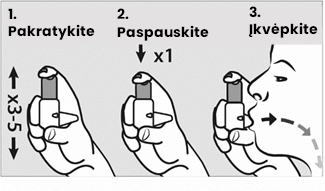 1.
Pakratykite
x3-5
2.
Paspauskite
x1
3.
Įkvėpkite